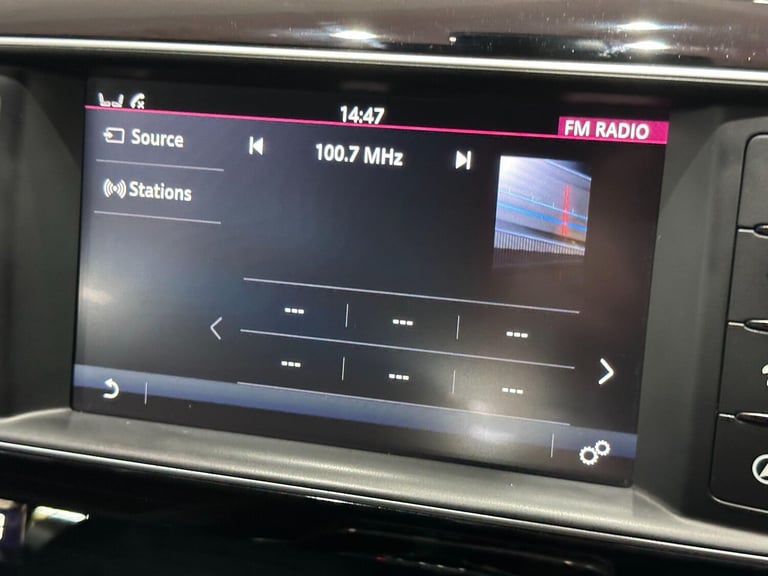 14:47
FM RADIO
Source
100.7 MHz
Stations
--- --- ---
--- --- ---